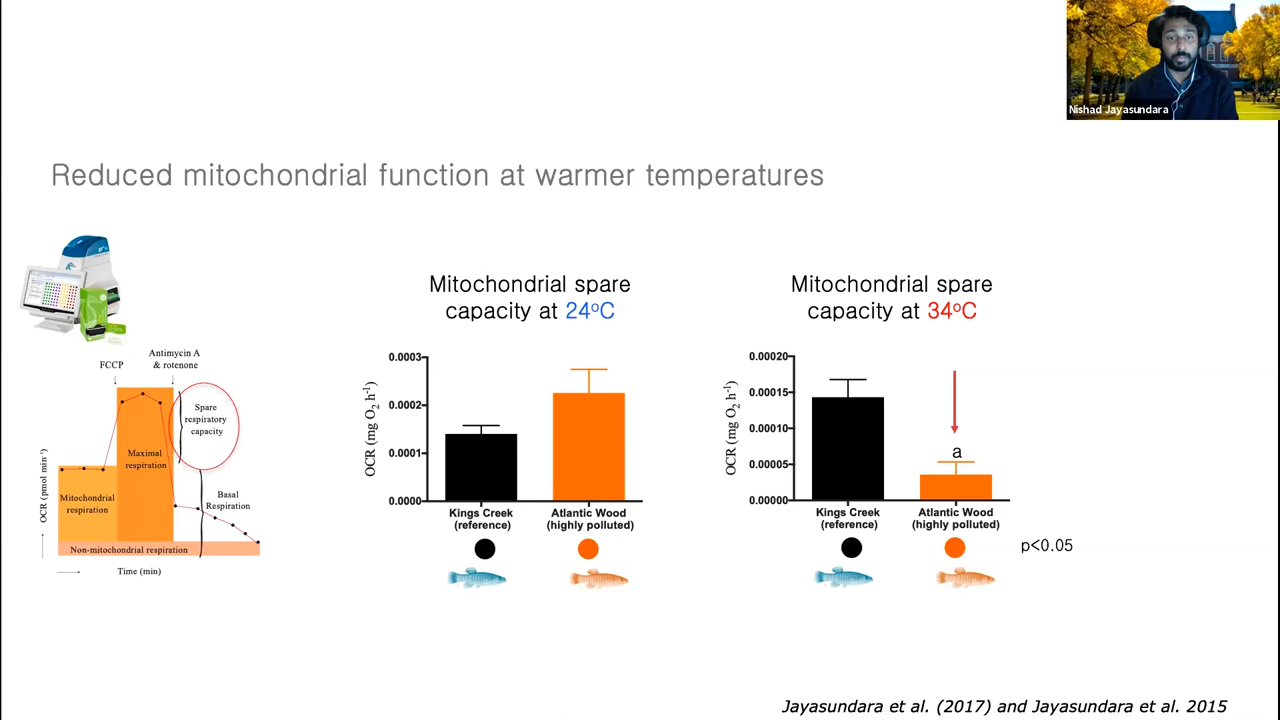 Nishad Jayasundara
Reduced mitochondrial function at warmer temperatures
Antimycin A
& rotenone
FCCP
Spare
respiratory
capacity
Maximal
respiration
Mitochondrial
respiration
Basal
Respiration
Non-mitochondrial respiration
OCR (pmol min⁻¹)
Time (min)
Mitochondrial spare
capacity at 24°C
OCR (mg O₂ h⁻¹)
0.0003
0.0002
0.0001
0.0000
Kings Creek
(reference)
Atlantic Wood
(highly polluted)
Mitochondrial spare
capacity at 34°C
OCR (mg O₂ h⁻¹)
0.00020
0.00015
0.00010
0.00005
0.00000
a
Kings Creek
(reference)
Atlantic Wood
(highly polluted)
p<0.05
Jayasundara et al. (2017) and Jayasundara et al. 2015